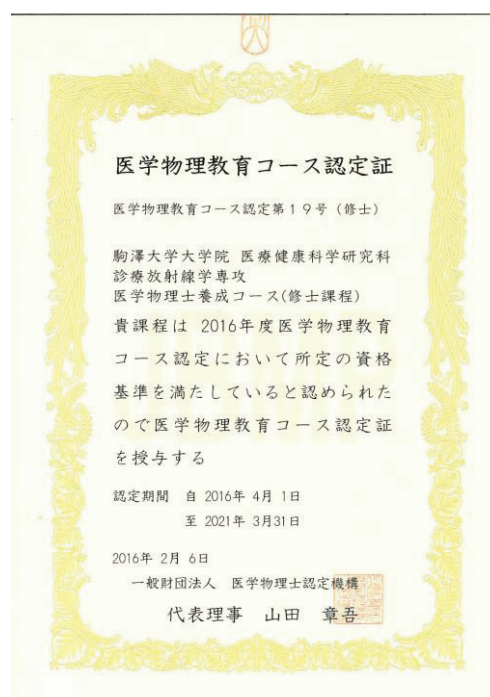 医学物理教育コース認定証
医学物理教育コース認定第19号(修士)
駒澤大学大学院 医療健康科学研究科
診療放射線学専攻
医学物理士養成コース(修士課程)
貴課程は 2016年度医学物理教育
コース認定において所定の資格
基準を満たしていると認められた
ので医学物理教育コース認定証
を授与する
認定期間 自 2016年 4月 1日
至 2021年 3月31日
2016年 2月 6日
一般財団法人 医学物理士認定機構
代表理事 山田 章吾